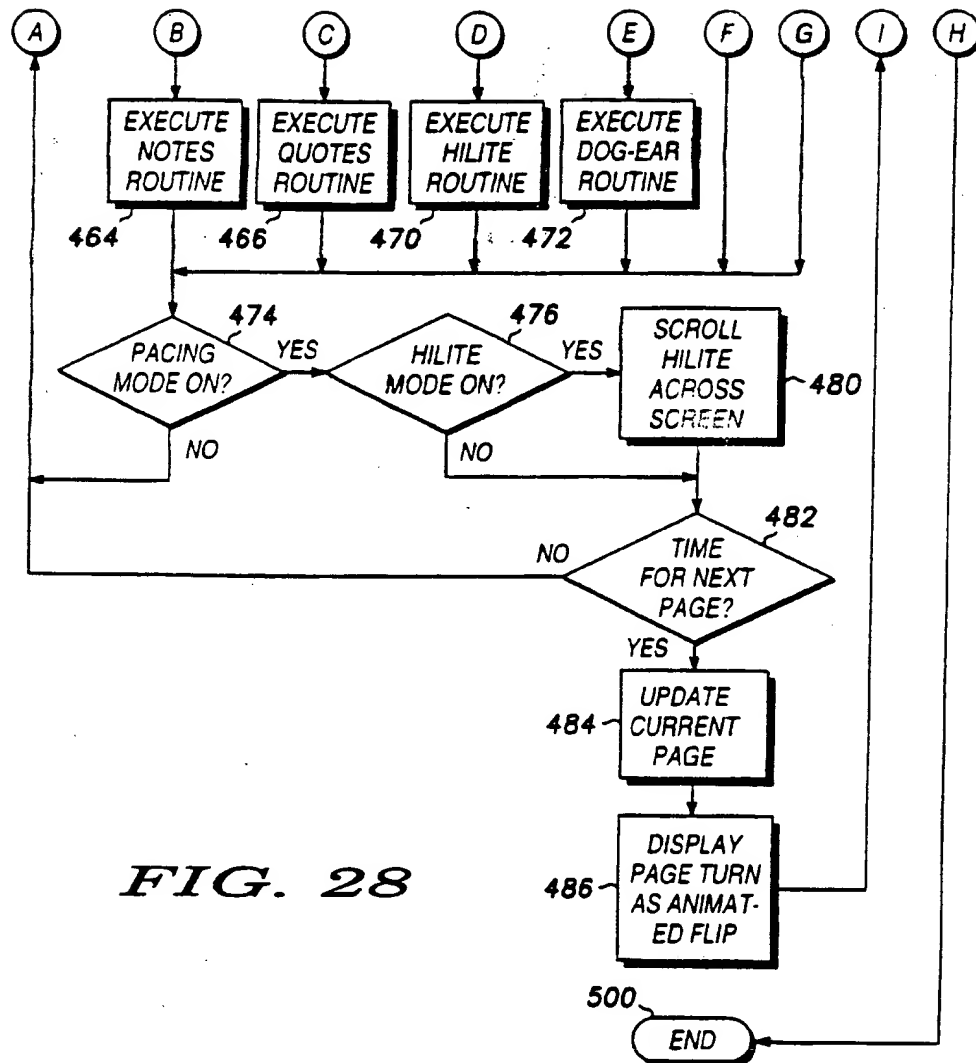 A B C D E F G I H
EXECUTE
NOTES
ROUTINE
464
EXECUTE
QUOTES
ROUTINE
466
EXECUTE
HILITE
ROUTINE
470
EXECUTE
DOG-EAR
ROUTINE
472
474
PACING
MODE ON?
YES
NO
476
HILITE
MODE ON?
YES
NO
SCROLL
HILITE
ACROSS
SCREEN
480
482
TIME
FOR NEXT
PAGE?
NO
YES
484
UPDATE
CURRENT
PAGE
486
DISPLAY
PAGE TURN
AS ANIMAT-
ED FLIP
FIG. 28
500
END